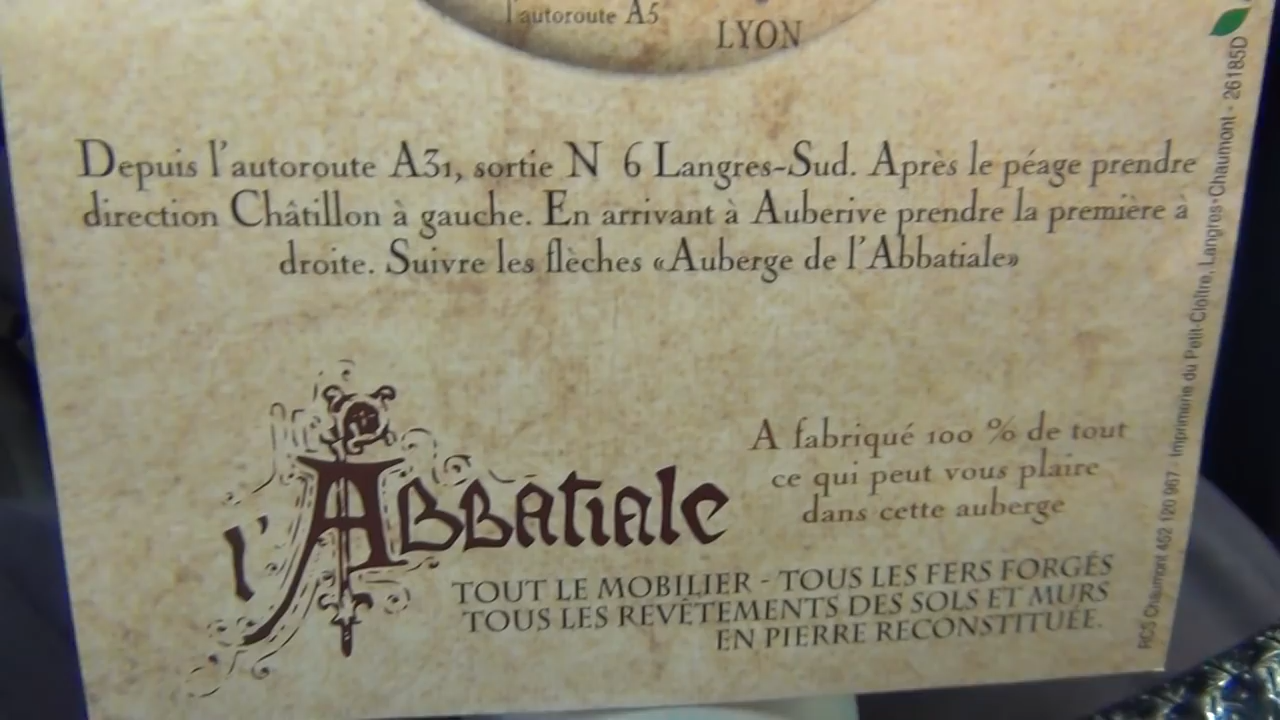 l'autoroute A5
LYON
Depuis l'autoroute A31, sortie N 6 Langres-Sud. Après le péage prendre
direction Châtillon à gauche. En arrivant à Auberive prendre la première à
droite. Suivre les flèches «Auberge de l'Abbatiale»
l'ABBAtiAle
A fabriqué 100 % de tout
ce qui peut vous plaire
dans cette auberge
TOUT LE MOBILIER - TOUS LES FERS FORGÉS
TOUS LES REVÊTEMENTS DES SOLS ET MURS
EN PIERRE RECONSTITUÉE.
RCS Chaumont 452 120 967 - Imprimerie du Petit-Cloître, Langres-Chaumont - 26185D